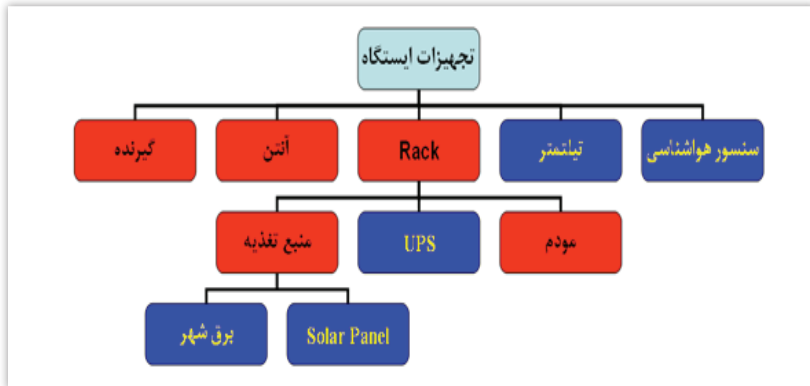 تجهیزات ایستگاه
سنسور هواشناسی
تیلتمتر
Rack
آنتن
گیرنده
مودم
UPS
منبع تغذیه
Solar Panel
برق شهر